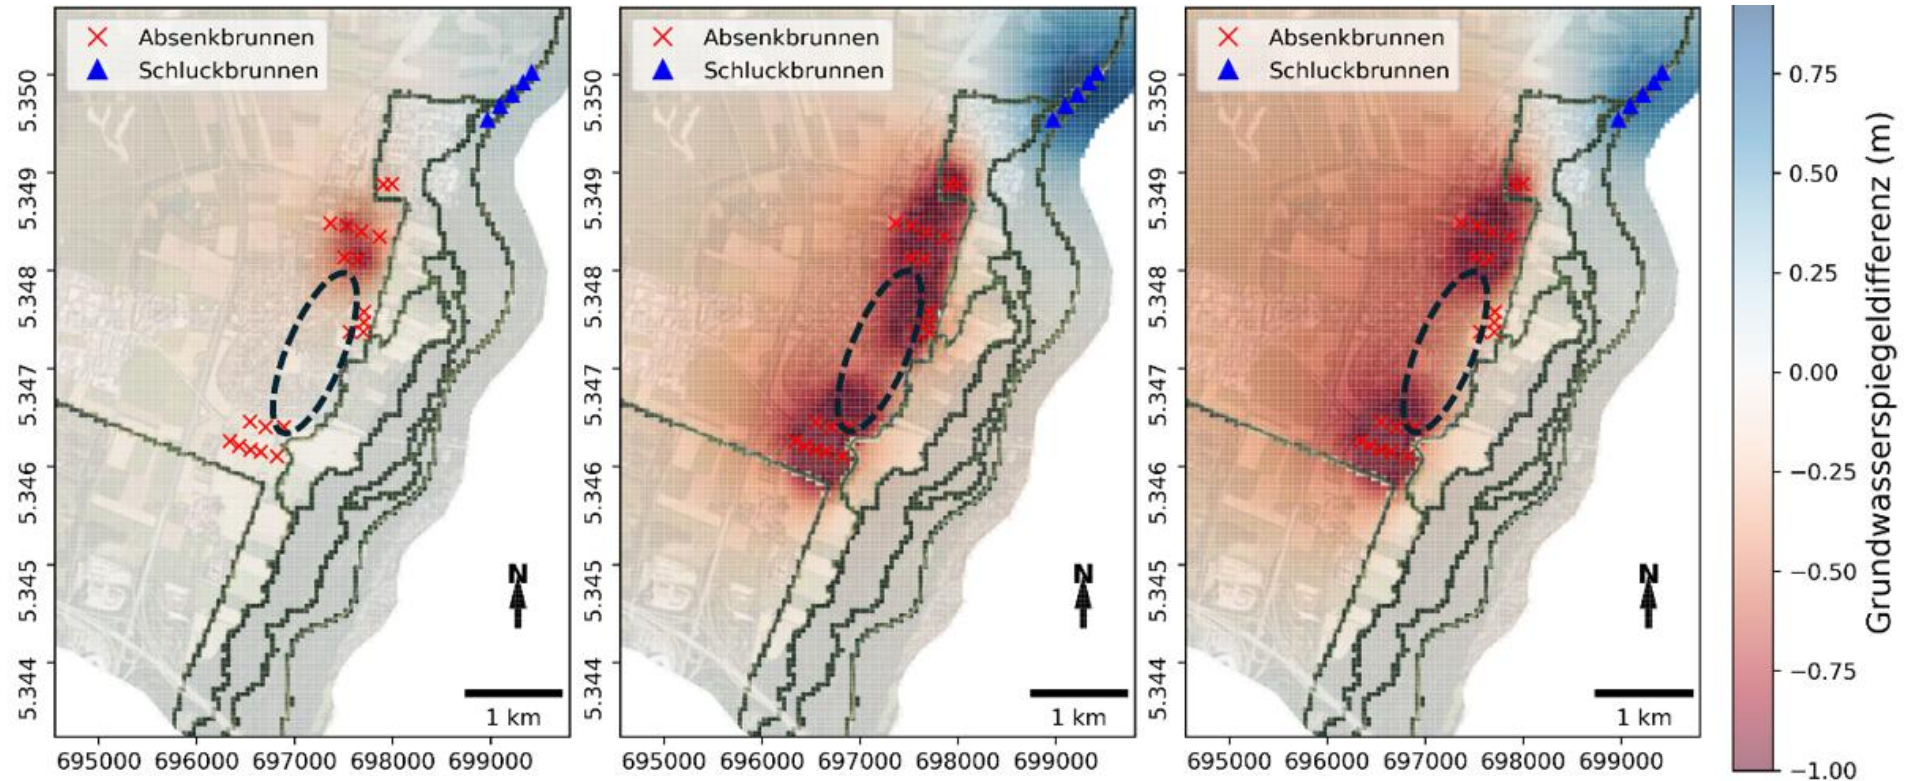 Absenkbrunnen
Schluckbrunnen
5.350
5.349
5.348
5.347
5.346
5.345
5.344
N
1 km
695000 696000 697000 698000 699000
Absenkbrunnen
Schluckbrunnen
5.350
5.349
5.348
5.347
5.346
5.345
5.344
N
1 km
695000 696000 697000 698000 699000
Absenkbrunnen
Schluckbrunnen
5.350
5.349
5.348
5.347
5.346
5.345
5.344
N
1 km
695000 696000 697000 698000 699000
0.75
0.50
0.25
0.00
−0.25
−0.50
−0.75
−1.00
Grundwasserspiegeldifferenz (m)